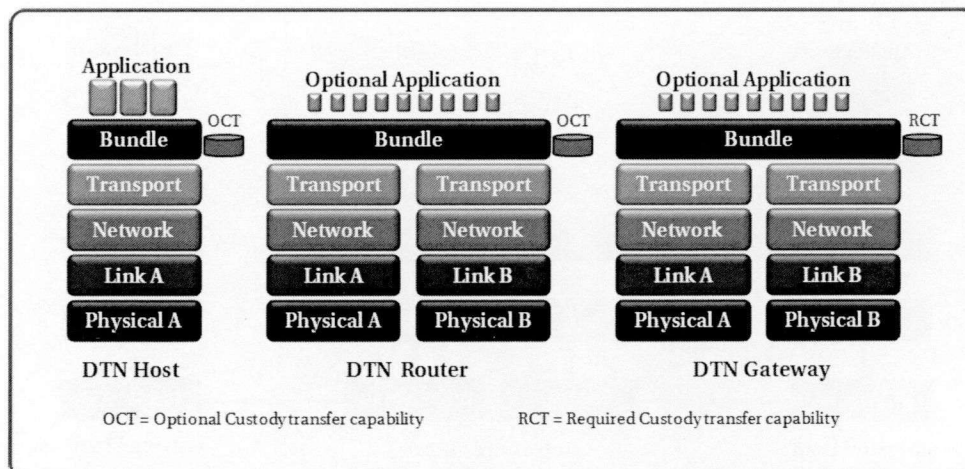 Application
Optional Application
Optional Application
OCT
OCT
RCT
Bundle
Bundle
Bundle
Transport
Transport
Transport
Transport
Transport
Network
Network
Network
Network
Network
Link A
Link A
Link B
Link A
Link B
Physical A
Physical A
Physical B
Physical A
Physical B
DTN Host
DTN Router
DTN Gateway
OCT = Optional Custody transfer capability
RCT = Required Custody transfer capability